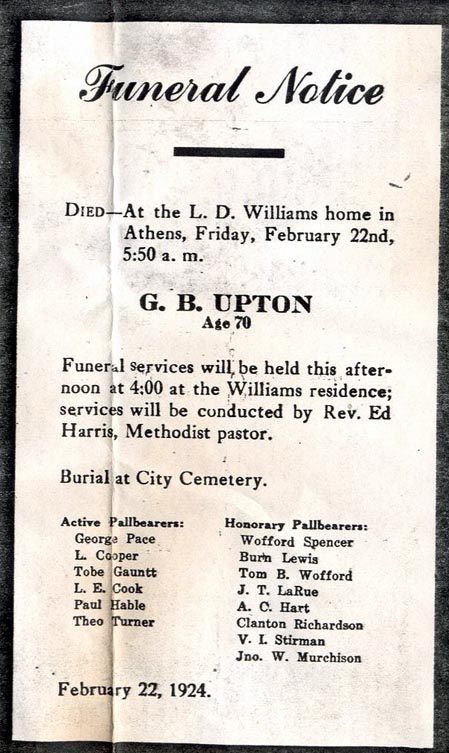 Funeral Notice
DIED—At the L. D. Williams home in
Athens, Friday, February 22nd,
5:50 a. m.
G. B. UPTON
Age 70
Funeral services will be held this after-
noon at 4:00 at the Williams residence;
services will be conducted by Rev. Ed
Harris, Methodist pastor.
Burial at City Cemetery.
Active Pallbearers:
George Pace
L. Cooper
Tobe Gauntt
L. E. Cook
Paul Hable
Theo Turner
Honorary Pallbearers:
Wofford Spencer
Burn Lewis
Tom B. Wofford
J. T. LaRue
A. C. Hart
Clanton Richardson
V. I. Stirman
Jno. W. Murchison
February 22, 1924.